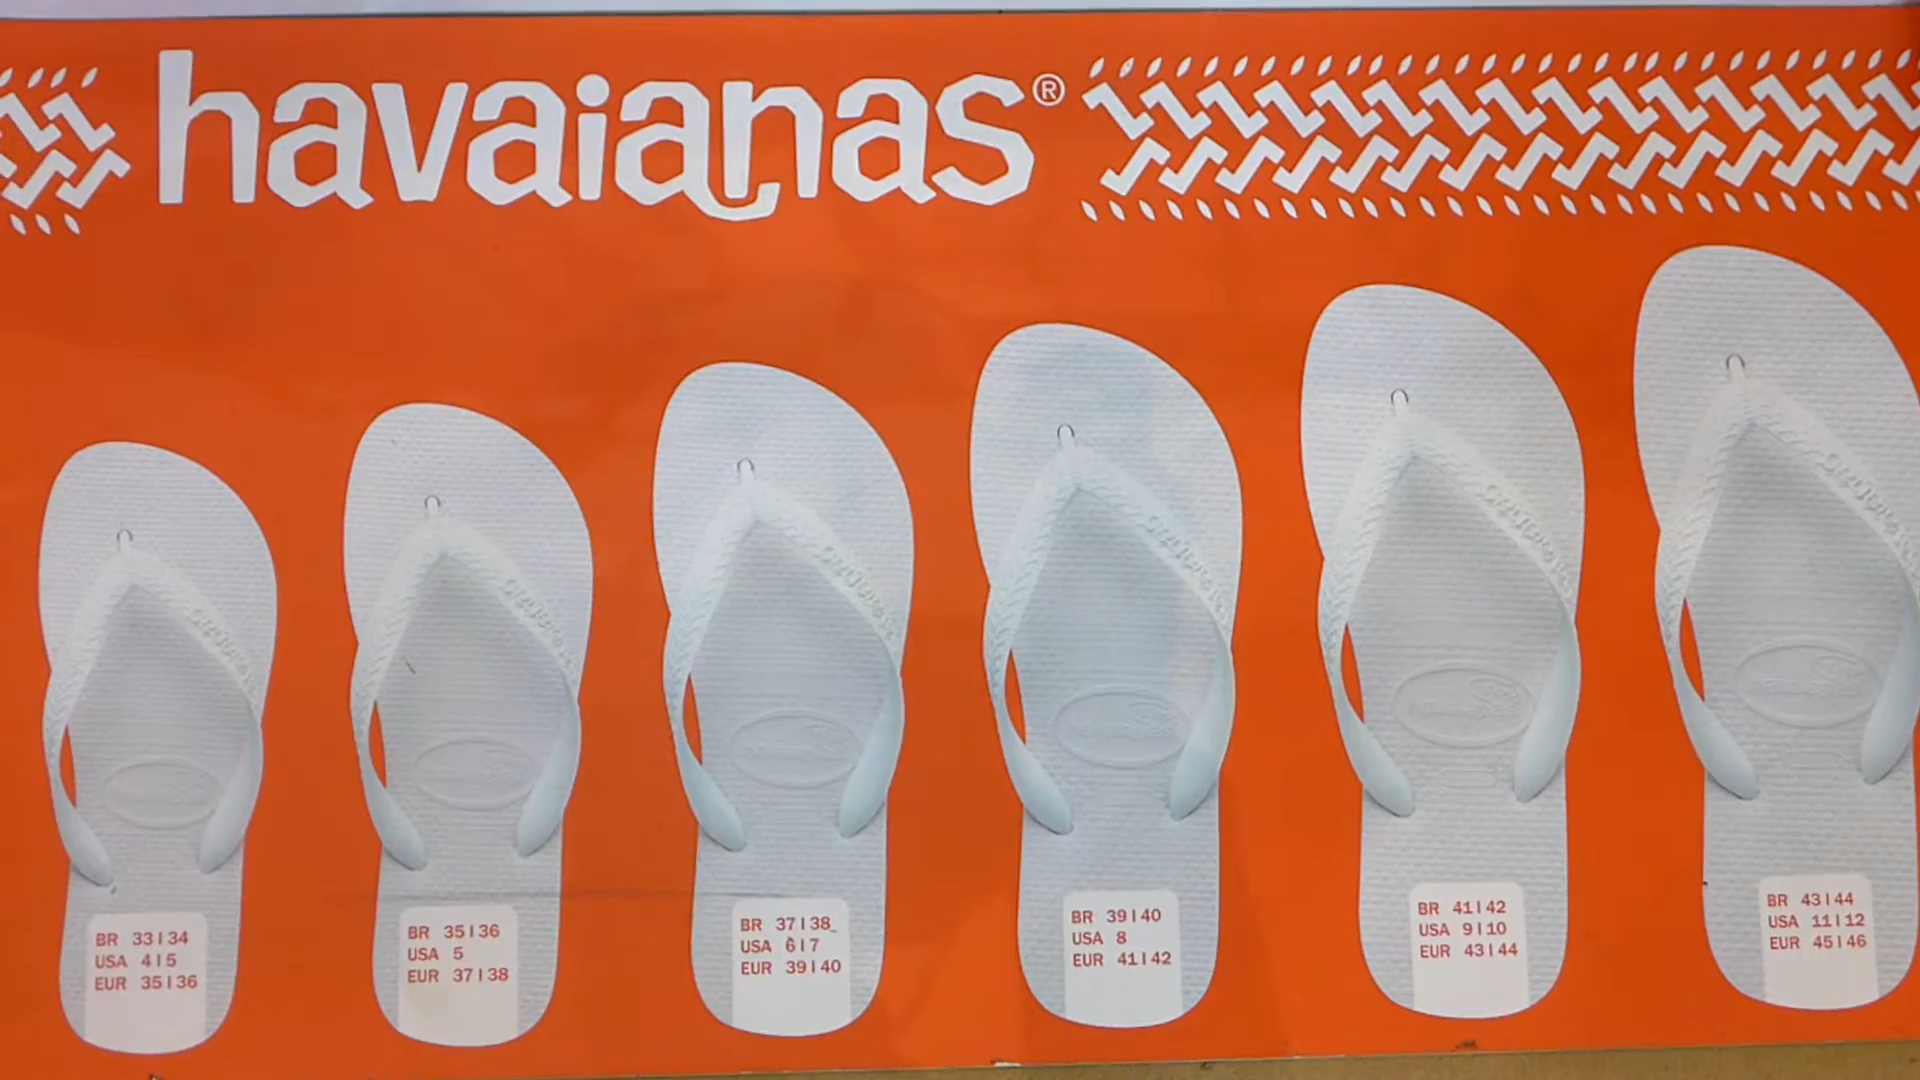 havaianas®
BR 33|34
USA 4|5
EUR 35|36
BR 35|36
USA 5
EUR 37|38
BR 37|38
USA 6|7
EUR 39|40
BR 39|40
USA 8
EUR 41|42
BR 41|42
USA 9|10
EUR 43|44
BR 43|44
USA 11|12
EUR 45|46